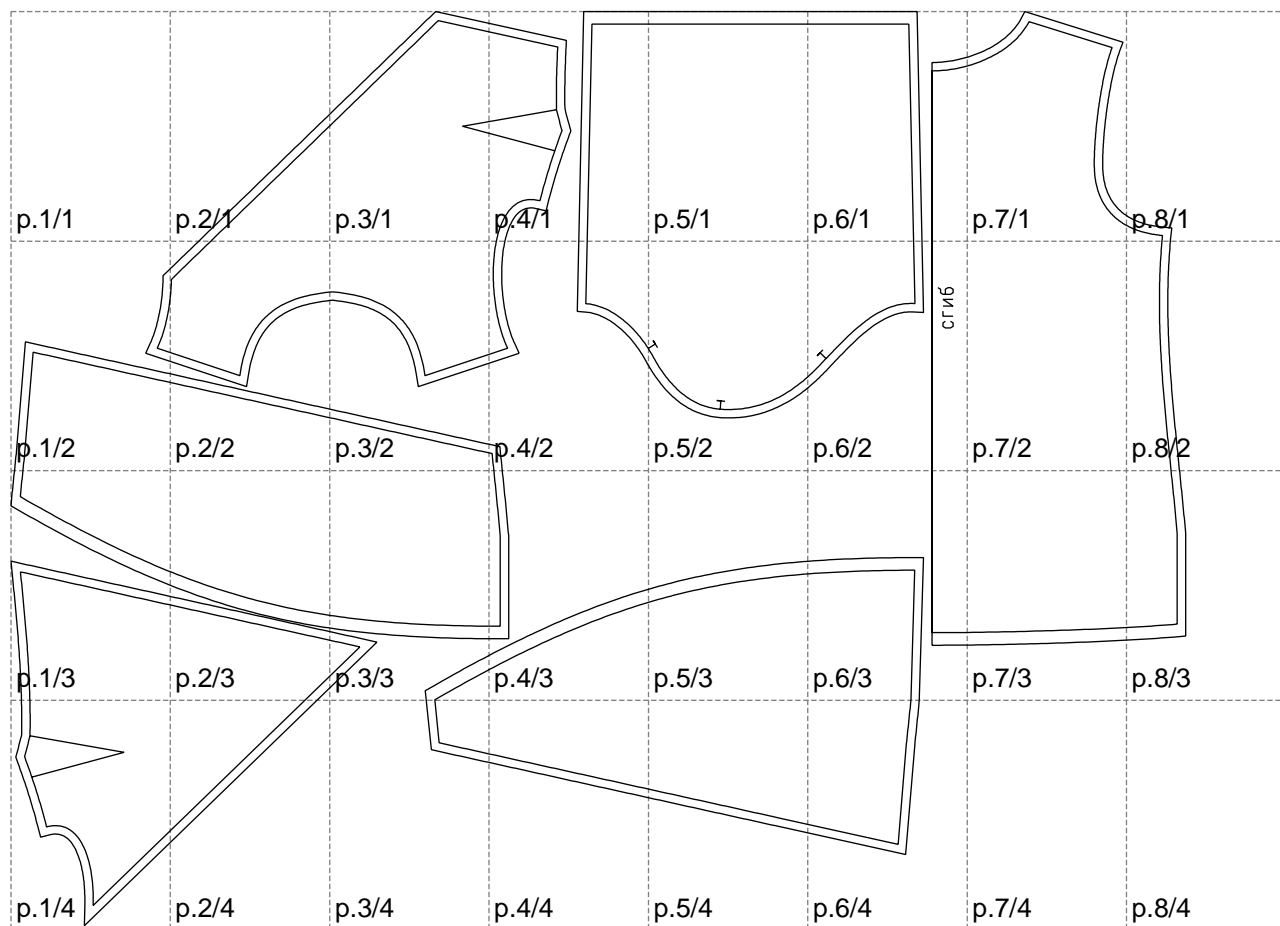 p.1/1 p.2/1 p.3/1 p.4/1 p.5/1 p.6/1 p.7/1 p.8/1
сгиб
p.1/2 p.2/2 p.3/2 p.4/2 p.5/2 p.6/2 p.7/2 p.8/2
p.1/3 p.2/3 p.3/3 p.4/3 p.5/3 p.6/3 p.7/3 p.8/3
p.1/4 p.2/4 p.3/4 p.4/4 p.5/4 p.6/4 p.7/4 p.8/4